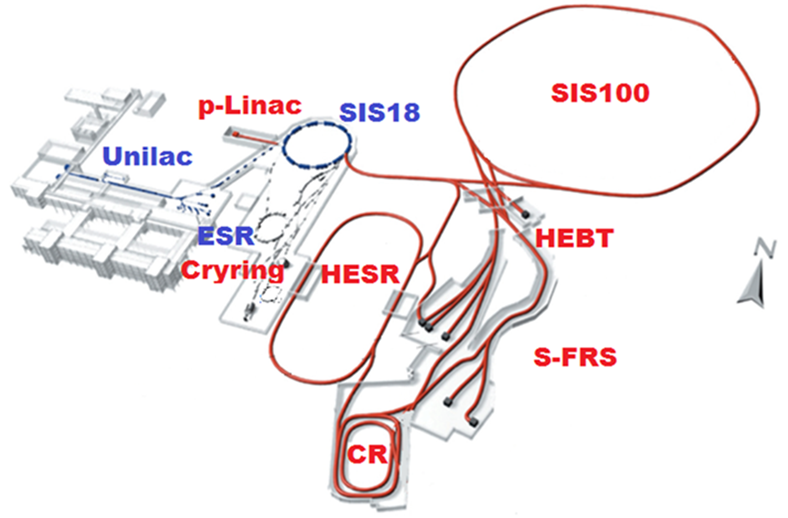 SIS100
p-Linac
SIS18
Unilac
ESR
HEBT
Cryring
HESR
S-FRS
CR
N